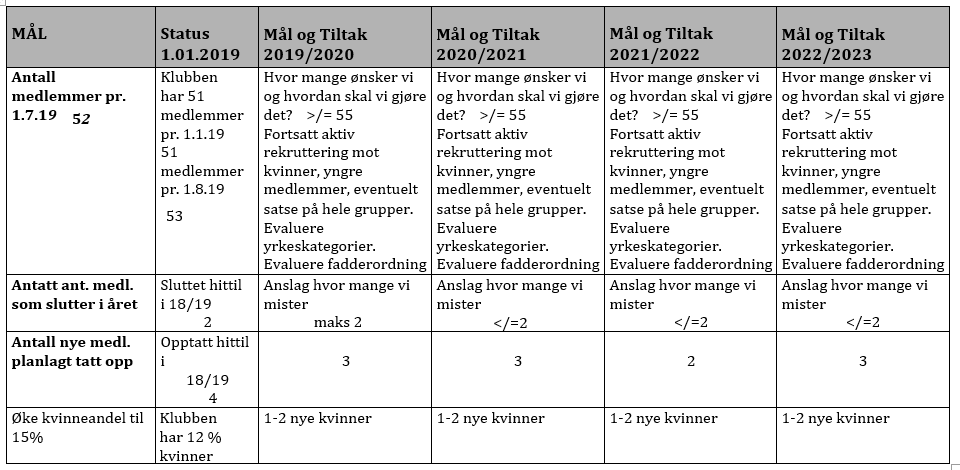 MÅL
Status
1.01.2019
Mål og Tiltak
2019/2020
Mål og Tiltak
2020/2021
Mål og Tiltak
2021/2022
Mål og Tiltak
2022/2023
Antall
medlemmer pr.
1.7.19 52
Klubben
har 51
medlemmer
pr. 1.1.19
51
medlemmer
pr. 1.8.19
53
Hvor mange ønsker vi
og hvordan skal vi gjøre
det? >/= 55
Fortsatt aktiv
rekruttering mot
kvinner, yngre
medlemmer, eventuelt
satse på hele grupper.
Evaluere
yrkeskategorier.
Evaluere fadderordning
Hvor mange ønsker vi
og hvordan skal vi gjøre
det? >/= 55
Fortsatt aktiv
rekruttering mot
kvinner, yngre
medlemmer, eventuelt
satse på hele grupper.
Evaluere
yrkeskategorier.
Evaluere fadderordning
Hvor mange ønsker vi
og hvordan skal vi gjøre
det? >/= 55
Fortsatt aktiv
rekruttering mot
kvinner, yngre
medlemmer, eventuelt
satse på hele grupper.
Evaluere
yrkeskategorier.
Evaluere fadderordning
Hvor mange ønsker vi
og hvordan skal vi gjøre
det? >/= 55
Fortsatt aktiv
rekruttering mot
kvinner, yngre
medlemmer, eventuelt
satse på hele grupper.
Evaluere
yrkeskategorier.
Evaluere fadderordning
Antatt ant. medl.
som slutter i året
Sluttet hittil
i 18/19
2
Anslag hvor mange vi
mister
maks 2
Anslag hvor mange vi
mister
</=2
Anslag hvor mange vi
mister
</=2
Anslag hvor mange vi
mister
</=2
Antall nye medl.
planlagt tatt opp
Opptatt hittil
i
18/19
4
3
3
2
3
Øke kvinneandel til
15%
Klubben
har 12 %
kvinner
1-2 nye kvinner
1-2 nye kvinner
1-2 nye kvinner
1-2 nye kvinner